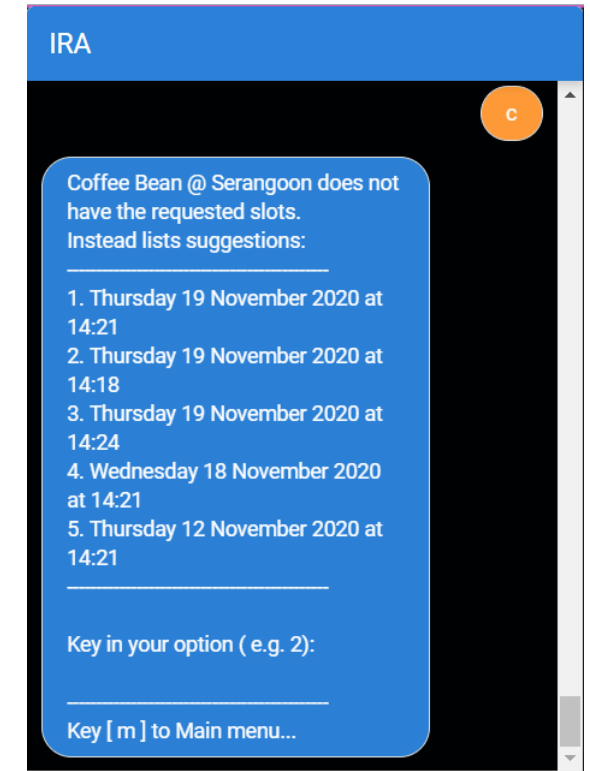 IRA
c
Coffee Bean @ Serangoon does not
have the requested slots.
Instead lists suggestions:
----------------------------------------------
1. Thursday 19 November 2020 at
14:21
2. Thursday 19 November 2020 at
14:18
3. Thursday 19 November 2020 at
14:24
4. Wednesday 18 November 2020
at 14:21
5. Thursday 12 November 2020 at
14:21
----------------------------------------------
Key in your option ( e.g. 2):
----------------------------------------------
Key [ m ] to Main menu...